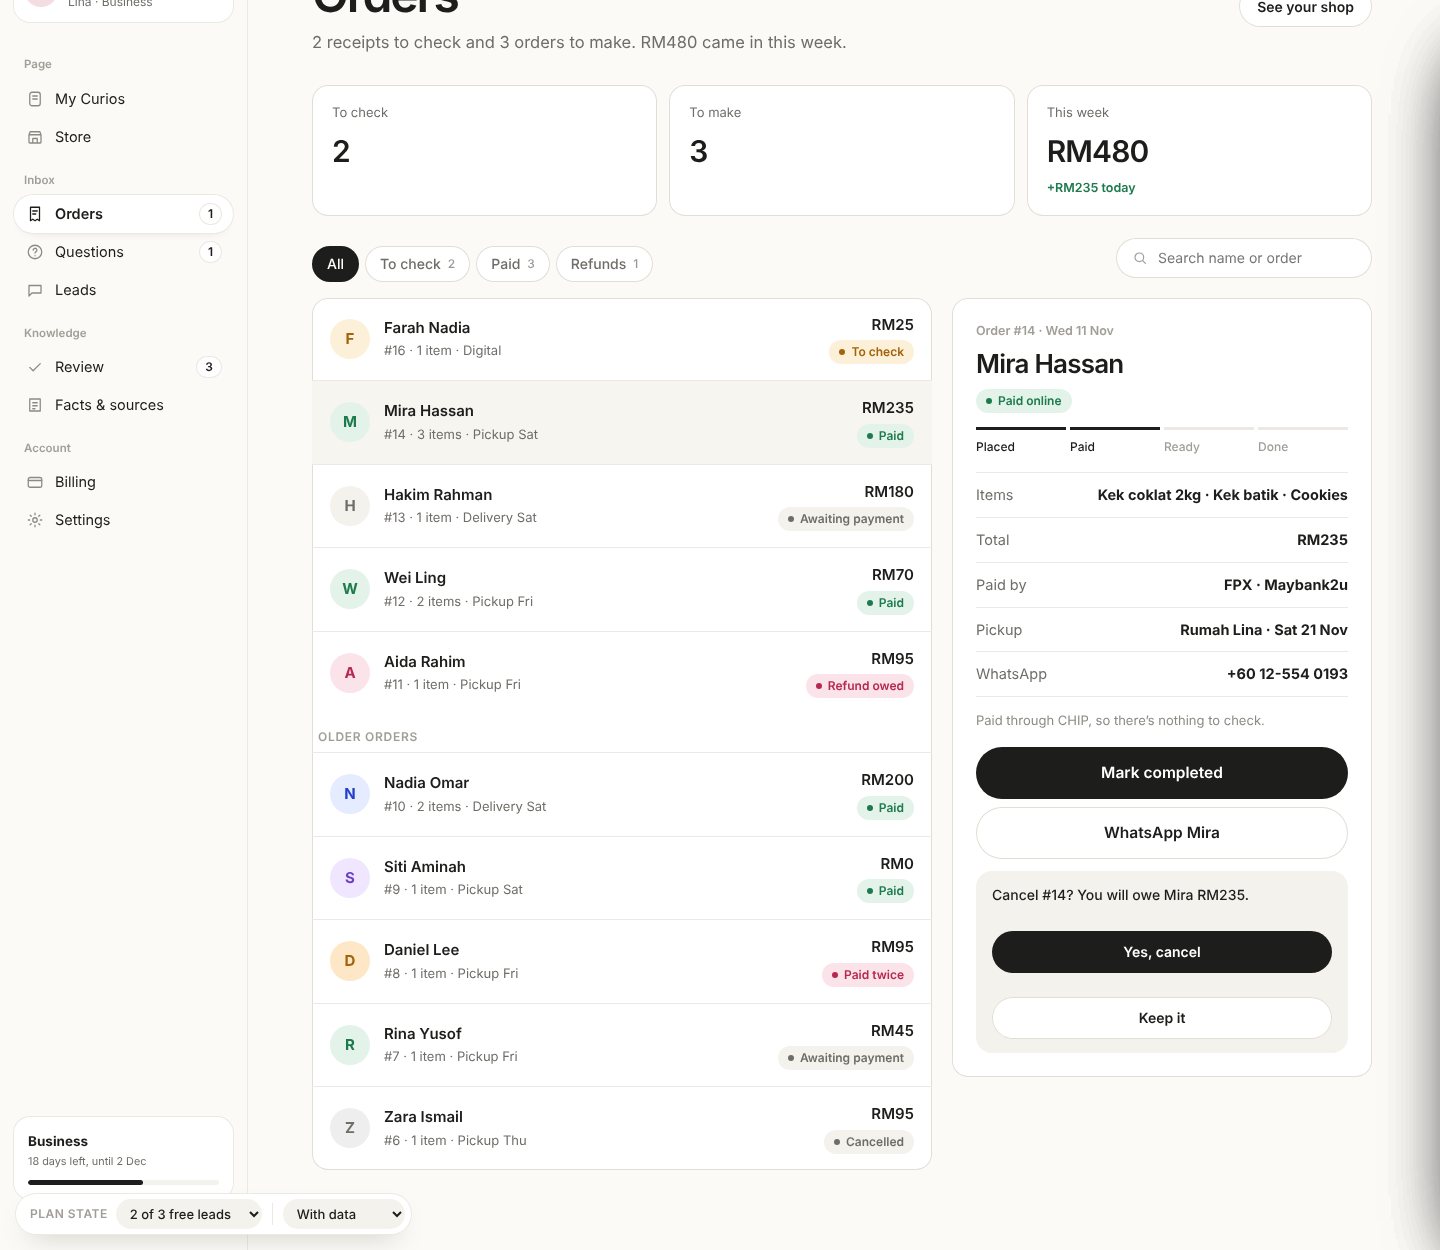 Lina · Business
Orders
See your shop
2 receipts to check and 3 orders to make. RM480 came in this week.
Page
My Curios
Store
Inbox
Orders 1
Questions 1
Leads
Knowledge
Review 3
Facts & sources
Account
Billing
Settings
To check
2
To make
3
This week
RM480
+RM235 today
All
To check 2
Paid 3
Refunds 1
Search name or order
F
Farah Nadia
#16 · 1 item · Digital
RM25
To check
M
Mira Hassan
#14 · 3 items · Pickup Sat
RM235
Paid
H
Hakim Rahman
#13 · 1 item · Delivery Sat
RM180
Awaiting payment
W
Wei Ling
#12 · 2 items · Pickup Fri
RM70
Paid
A
Aida Rahim
#11 · 1 item · Pickup Fri
RM95
Refund owed
OLDER ORDERS
N
Nadia Omar
#10 · 2 items · Delivery Sat
RM200
Paid
S
Siti Aminah
#9 · 1 item · Pickup Sat
RM0
Paid
D
Daniel Lee
#8 · 1 item · Pickup Fri
RM95
Paid twice
R
Rina Yusof
#7 · 1 item · Pickup Fri
RM45
Awaiting payment
Z
Zara Ismail
#6 · 1 item · Pickup Thu
RM95
Cancelled
Order #14 · Wed 11 Nov
Mira Hassan
Paid online
Placed Paid Ready Done
Items Kek coklat 2kg · Kek batik · Cookies
Total RM235
Paid by FPX · Maybank2u
Pickup Rumah Lina · Sat 21 Nov
WhatsApp +60 12-554 0193
Paid through CHIP, so there's nothing to check.
Mark completed
WhatsApp Mira
Cancel #14? You will owe Mira RM235.
Yes, cancel
Keep it
Business
18 days left, until 2 Dec
PLAN STATE 2 of 3 free leads With data